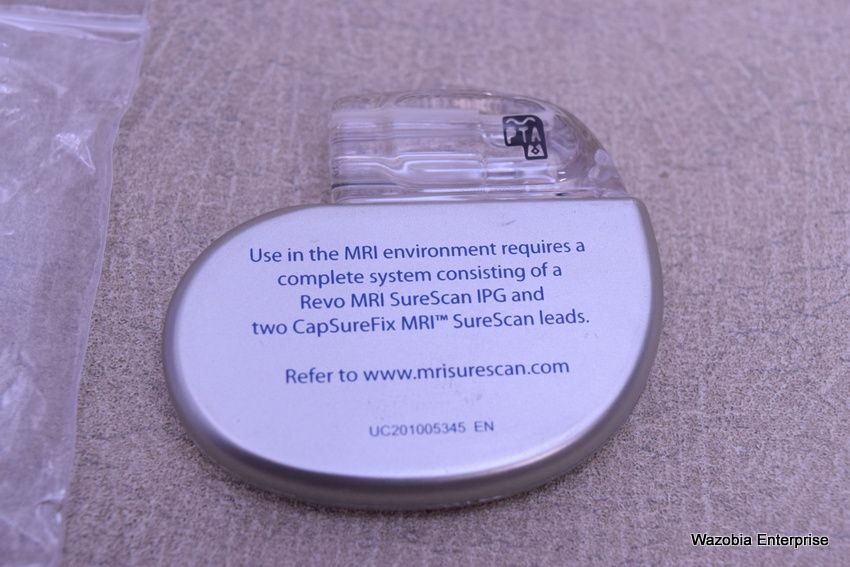 PTA
Use in the MRI environment requires a
complete system consisting of a
Revo MRI SureScan IPG and
two CapSureFix MRI™ SureScan leads.
Refer to www.mrisurescan.com
UC201005345 EN
Wazobia Enterprise